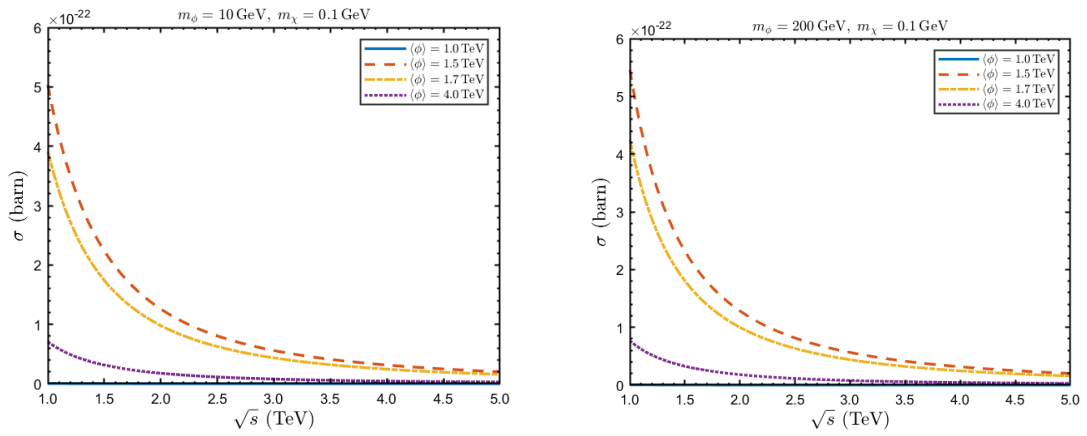 ×10⁻²²
m_ϕ = 10 GeV, m_χ = 0.1 GeV
6
5
4
3
2
1
0
σ (barn)
⟨ϕ⟩ = 1.0 TeV
⟨ϕ⟩ = 1.5 TeV
⟨ϕ⟩ = 1.7 TeV
⟨ϕ⟩ = 4.0 TeV
1.0 1.5 2.0 2.5 3.0 3.5 4.0 4.5 5.0
√s (TeV)
×10⁻²²
m_ϕ = 200 GeV, m_χ = 0.1 GeV
6
5
4
3
2
1
0
σ (barn)
⟨ϕ⟩ = 1.0 TeV
⟨ϕ⟩ = 1.5 TeV
⟨ϕ⟩ = 1.7 TeV
⟨ϕ⟩ = 4.0 TeV
1.0 1.5 2.0 2.5 3.0 3.5 4.0 4.5 5.0
√s (TeV)